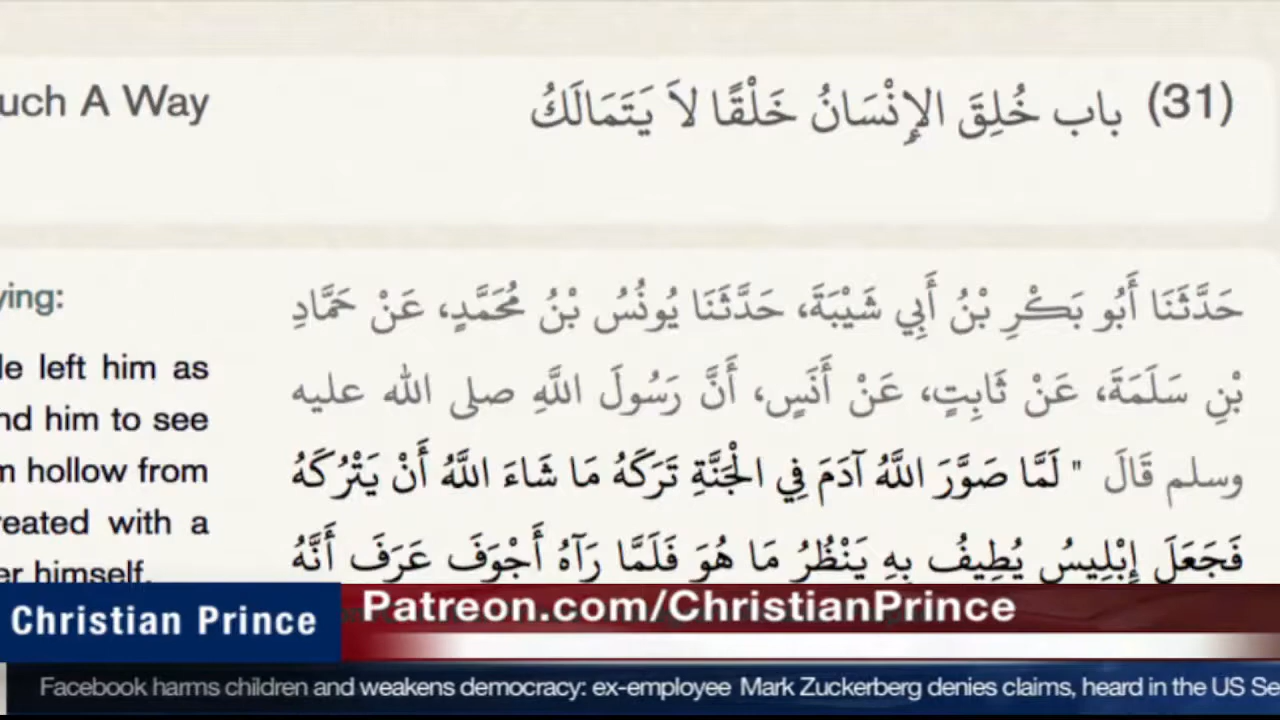 uch A Way
(31) باب خُلِقَ الإِنْسَانُ خَلْقًا لاَ يَتَمَالَكُ
ying:
le left him as
nd him to see
m hollow from
reated with a
er himself.
حَدَّثَنَا أَبُو بَكْرِ بْنُ أَبِي شَيْبَةَ، حَدَّثَنَا يُونُسُ بْنُ مُحَمَّدٍ، عَنْ حَمَّادِ
بْنِ سَلَمَةَ، عَنْ ثَابِتٍ، عَنْ أَنَسٍ، أَنَّ رَسُولَ اللَّهِ صلى الله عليه
وسلم قَالَ " لَمَّا صَوَّرَ اللَّهُ آدَمَ فِي الْجَنَّةِ تَرَكَهُ مَا شَاءَ اللَّهُ أَنْ يَتْرُكَهُ
فَجَعَلَ إِبْلِيسُ يُطِيفُ بِهِ يَنْظُرُ مَا هُوَ فَلَمَّا رَآهُ أَجْوَفَ عَرَفَ أَنَّهُ
Christian Prince
Patreon.com/ChristianPrince
Facebook harms children and weakens democracy: ex-employee Mark Zuckerberg denies claims, heard in the US Se